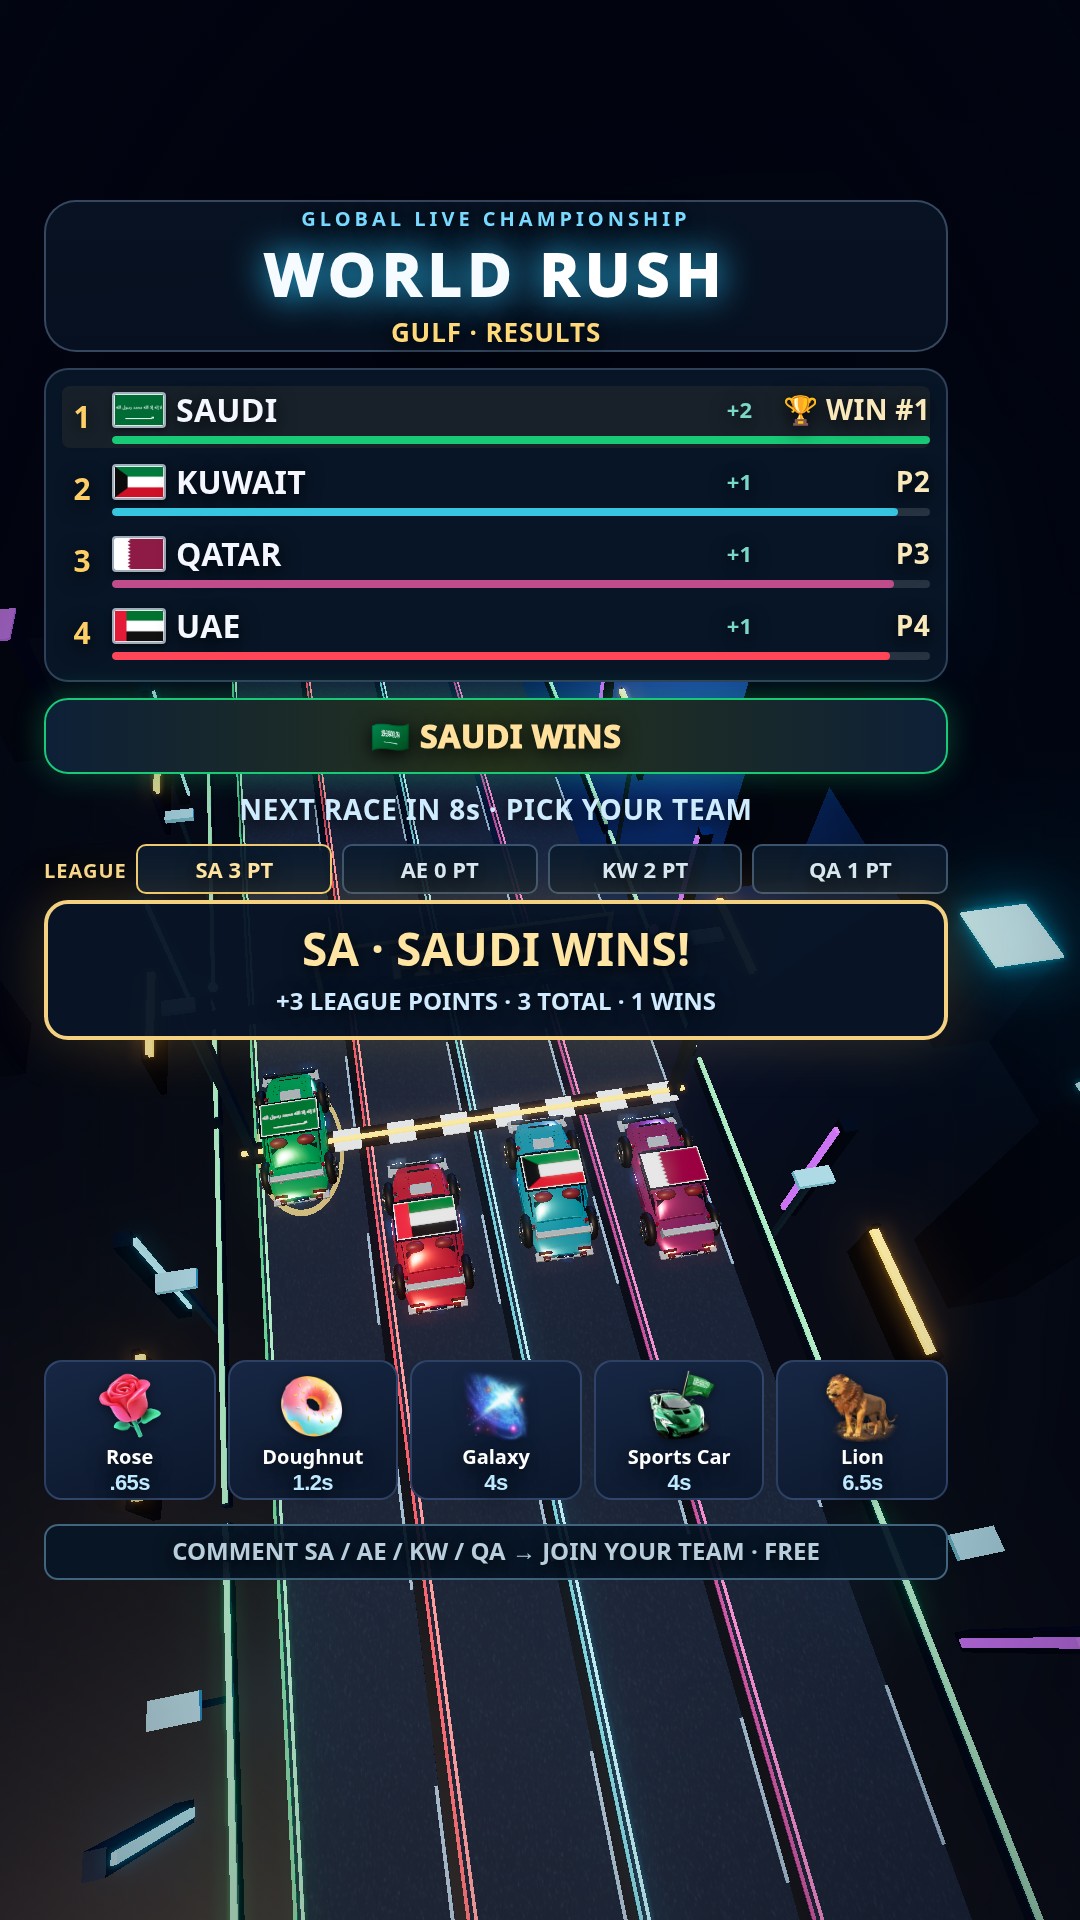 GLOBAL LIVE CHAMPIONSHIP
WORLD RUSH
GULF · RESULTS
1 SAUDI +2 🏆 WIN #1
2 KUWAIT +1 P2
3 QATAR +1 P3
4 UAE +1 P4
🇸🇦 SAUDI WINS
NEXT RACE IN 8s · PICK YOUR TEAM
LEAGUE SA 3 PT AE 0 PT KW 2 PT QA 1 PT
SA · SAUDI WINS!
+3 LEAGUE POINTS · 3 TOTAL · 1 WINS
Rose Doughnut Galaxy Sports Car Lion
.65s 1.2s 4s 4s 6.5s
COMMENT SA / AE / KW / QA → JOIN YOUR TEAM · FREE